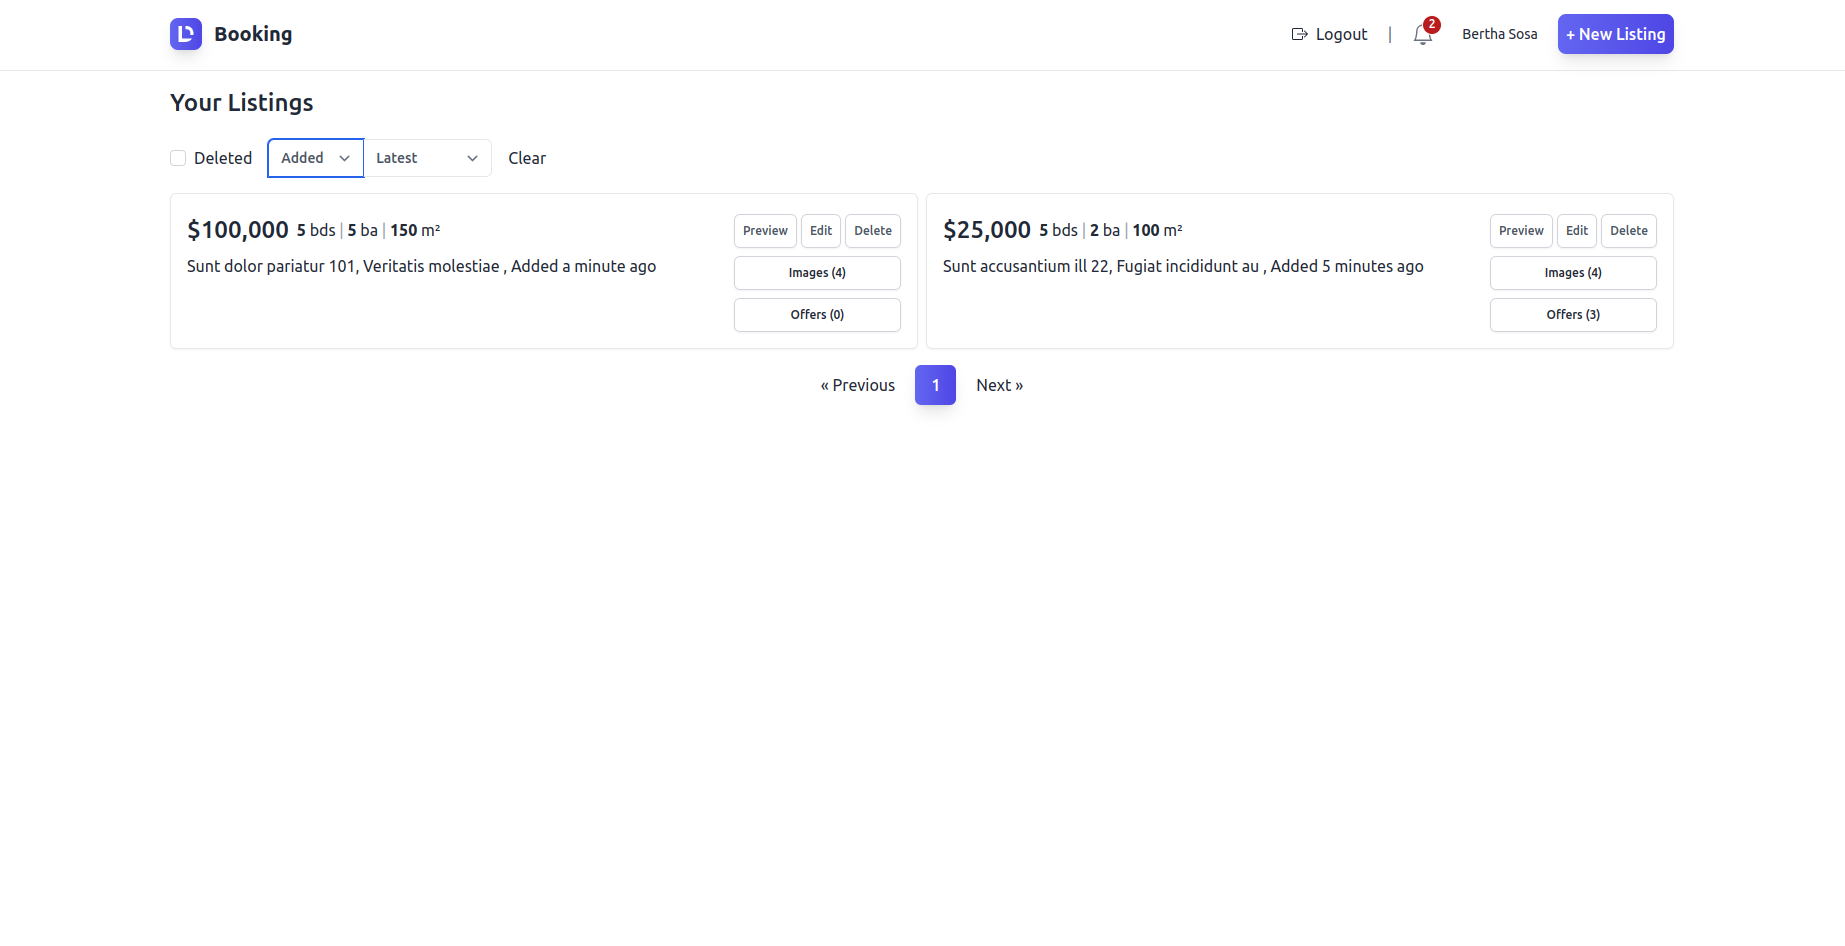 Booking
Logout | 2 Bertha Sosa + New Listing
Your Listings
Deleted Added Latest Clear
$100,000 5 bds | 5 ba | 150 m²
Sunt dolor pariatur 101, Veritatis molestiae , Added a minute ago
Preview Edit Delete
Images (4)
Offers (0)
$25,000 5 bds | 2 ba | 100 m²
Sunt accusantium ill 22, Fugiat incididunt au , Added 5 minutes ago
Preview Edit Delete
Images (4)
Offers (3)
« Previous 1 Next »